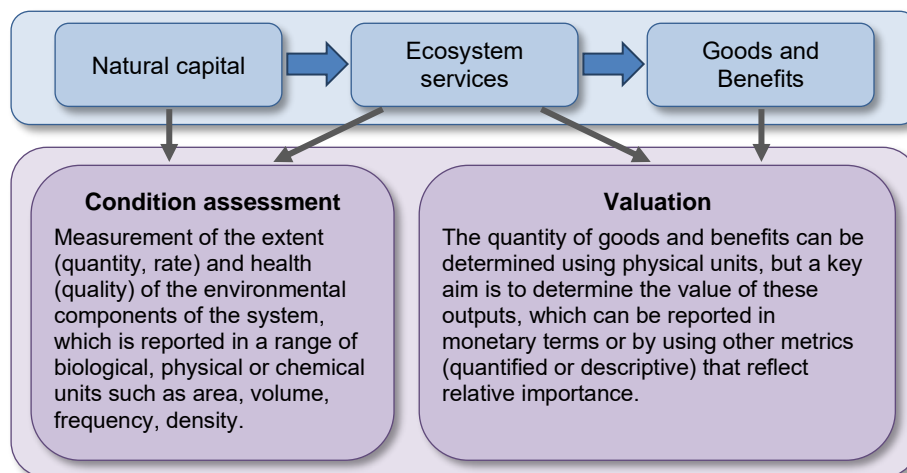 Natural capital
Ecosystem
services
Goods and
Benefits
Condition assessment
Measurement of the extent
(quantity, rate) and health
(quality) of the environmental
components of the system,
which is reported in a range of
biological, physical or chemical
units such as area, volume,
frequency, density.
Valuation
The quantity of goods and benefits can be
determined using physical units, but a key
aim is to determine the value of these
outputs, which can be reported in
monetary terms or by using other metrics
(quantified or descriptive) that reflect
relative importance.